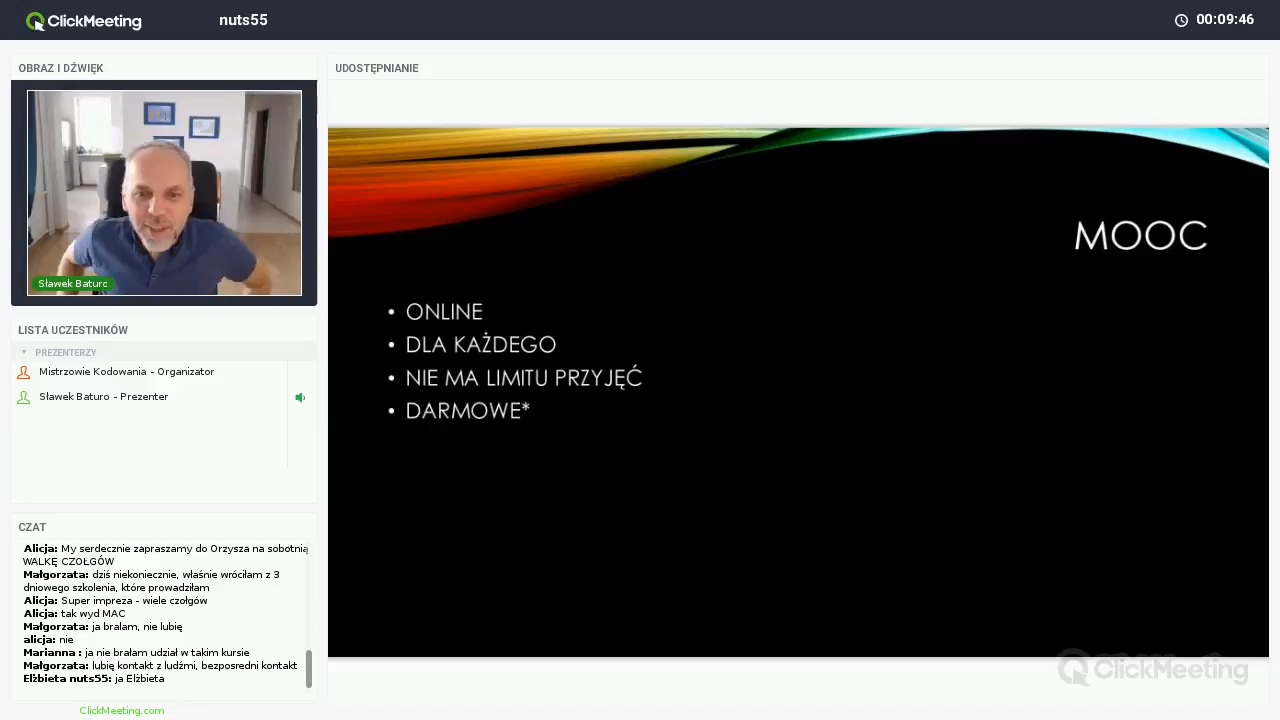 ClickMeeting
nuts55
00:09:46
OBRAZ I DŹWIĘK
Sławek Baturo
LISTA UCZESTNIKÓW
PREZENTERZY
Mistrzowie Kodowania - Organizator
Sławek Baturo - Prezenter
CZAT
Alicja: My serdecznie zapraszamy do Orzysza na sobotnią
WALKĘ CZOŁGÓW
Małgorzata: dziś niekoniecznie, właśnie wróciłam z 3
dniowego szkolenia, które prowadziłam
Alicja: Super impreza - wiele czołgów
Alicja: tak wyd MAC
Małgorzata: ja bralam, nie lubię
alicja: nie
Marianna : ja nie brałam udział w takim kursie
Małgorzata: lubię kontakt z ludźmi, bezposredni kontakt
Elżbieta nuts55: ja Elżbieta
ClickMeeting.com
UDOSTĘPNIANIE
MOOC
• ONLINE
• DLA KAŻDEGO
• NIE MA LIMITU PRZYJĘĆ
• DARMOWE*
ClickMeeting